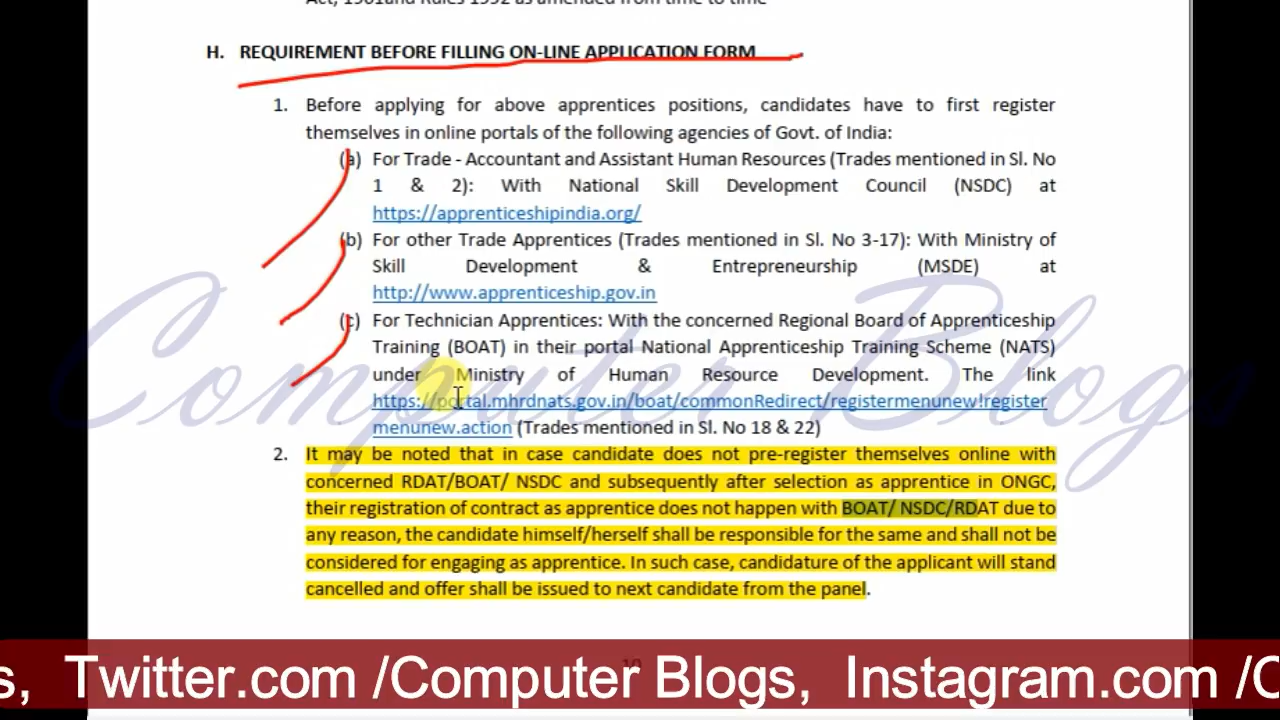 Act, 1961and Rules 1992 as amended from time to time
H. REQUIREMENT BEFORE FILLING ON-LINE APPLICATION FORM
1. Before applying for above apprentices positions, candidates have to first register
themselves in online portals of the following agencies of Govt. of India:
(a) For Trade - Accountant and Assistant Human Resources (Trades mentioned in Sl. No
1 & 2): With National Skill Development Council (NSDC) at
https://apprenticeshipindia.org/
(b) For other Trade Apprentices (Trades mentioned in Sl. No 3-17): With Ministry of
Skill Development & Entrepreneurship (MSDE) at
http://www.apprenticeship.gov.in
(c) For Technician Apprentices: With the concerned Regional Board of Apprenticeship
Training (BOAT) in their portal National Apprenticeship Training Scheme (NATS)
under Ministry of Human Resource Development. The link
https://portal.mhrdnats.gov.in/boat/commonRedirect/registermenunew!register
menunew.action (Trades mentioned in Sl. No 18 & 22)
2. It may be noted that in case candidate does not pre-register themselves online with
concerned RDAT/BOAT/ NSDC and subsequently after selection as apprentice in ONGC,
their registration of contract as apprentice does not happen with BOAT/ NSDC/RDAT due to
any reason, the candidate himself/herself shall be responsible for the same and shall not be
considered for engaging as apprentice. In such case, candidature of the applicant will stand
cancelled and offer shall be issued to next candidate from the panel.
Computer Blogs
s, Twitter.com /Computer Blogs, Instagram.com /C